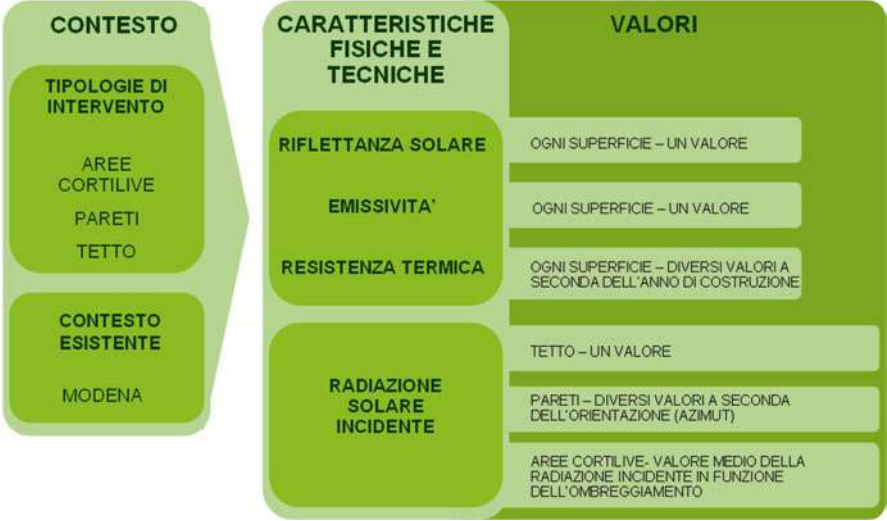 CONTESTO
TIPOLOGIE DI
INTERVENTO
AREE
CORTILIVE
PARETI
TETTO
CONTESTO
ESISTENTE
MODENA
CARATTERISTICHE
FISICHE E
TECNICHE
VALORI
RIFLETTANZA SOLARE
OGNI SUPERFICIE – UN VALORE
EMISSIVITA'
OGNI SUPERFICIE – UN VALORE
RESISTENZA TERMICA
OGNI SUPERFICIE – DIVERSI VALORI A
SECONDA DELL'ANNO DI COSTRUZIONE
RADIAZIONE
SOLARE
INCIDENTE
TETTO – UN VALORE
PARETI – DIVERSI VALORI A SECONDA
DELL'ORIENTAZIONE (AZIMUT)
AREE CORTILIVE- VALORE MEDIO DELLA
RADIAZIONE INCIDENTE IN FUNZIONE
DELL'OMBREGGIAMENTO